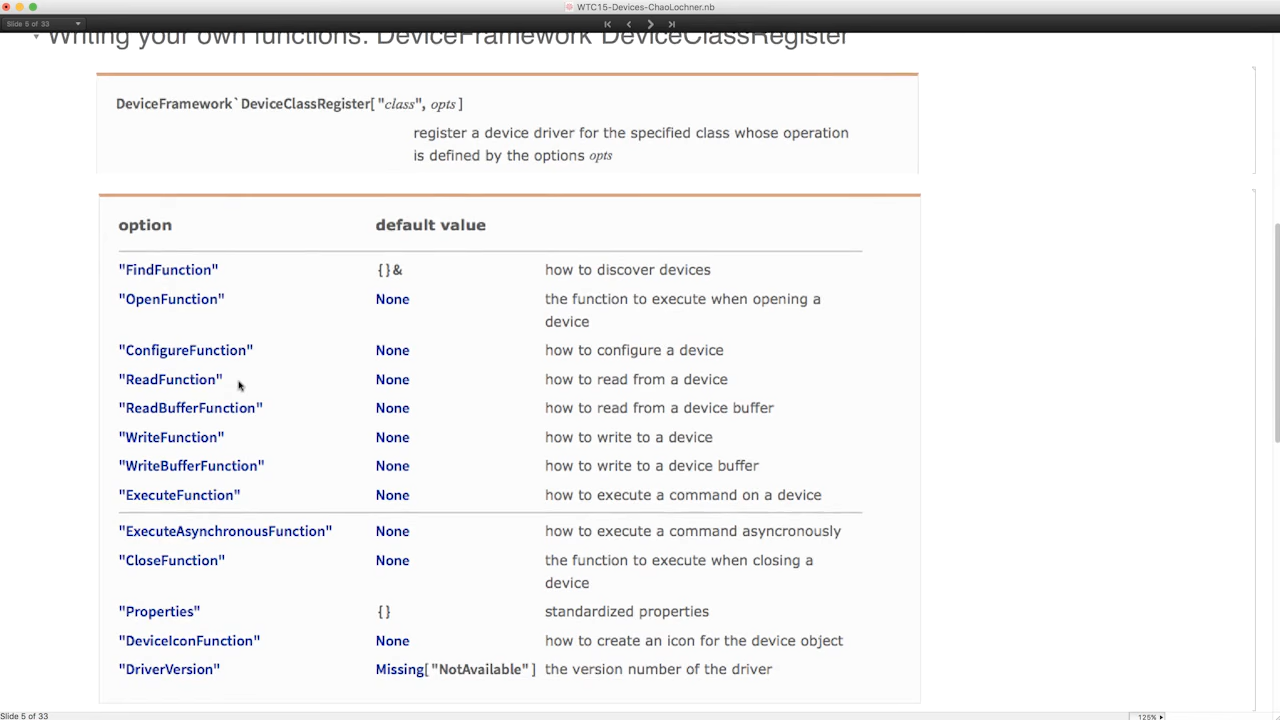 WTC15-Devices-ChaoLochner.nb
Slide 5 of 33
Writing your own functions: DeviceFramework`DeviceClassRegister
DeviceFramework`DeviceClassRegister["class", opts]
register a device driver for the specified class whose operation
is defined by the options opts
option default value
"FindFunction" {}& how to discover devices
"OpenFunction" None the function to execute when opening a
device
"ConfigureFunction" None how to configure a device
"ReadFunction" None how to read from a device
"ReadBufferFunction" None how to read from a device buffer
"WriteFunction" None how to write to a device
"WriteBufferFunction" None how to write to a device buffer
"ExecuteFunction" None how to execute a command on a device
"ExecuteAsynchronousFunction" None how to execute a command asyncronously
"CloseFunction" None the function to execute when closing a
device
"Properties" {} standardized properties
"DeviceIconFunction" None how to create an icon for the device object
"DriverVersion" Missing["NotAvailable"] the version number of the driver
Slide 5 of 33
125%